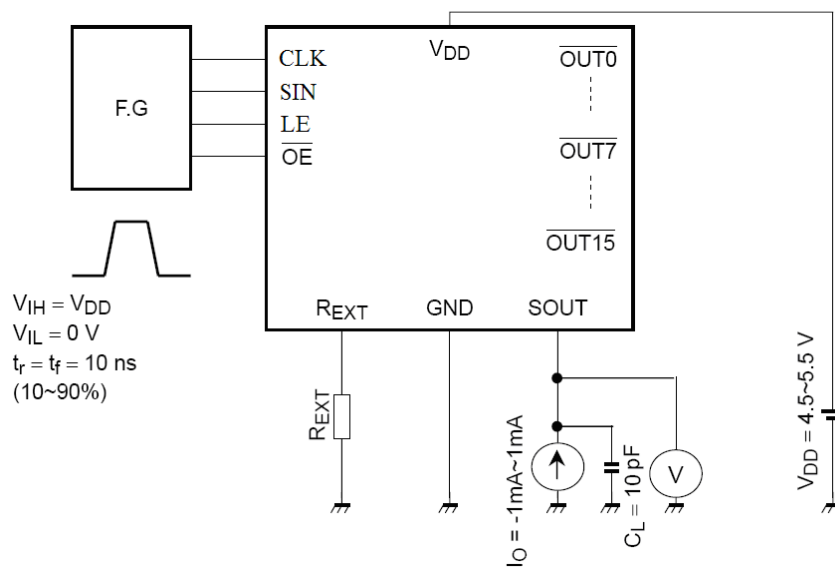 F.G
CLK
SIN
LE
OE
VDD
OUT0
OUT7
OUT15
REXT
GND
SOUT
VIH = VDD
VIL = 0 V
tr = tf = 10 ns
(10~90%)
REXT
IO = -1mA~1mA
CL = 10 pF
V
VDD = 4.5~5.5 V